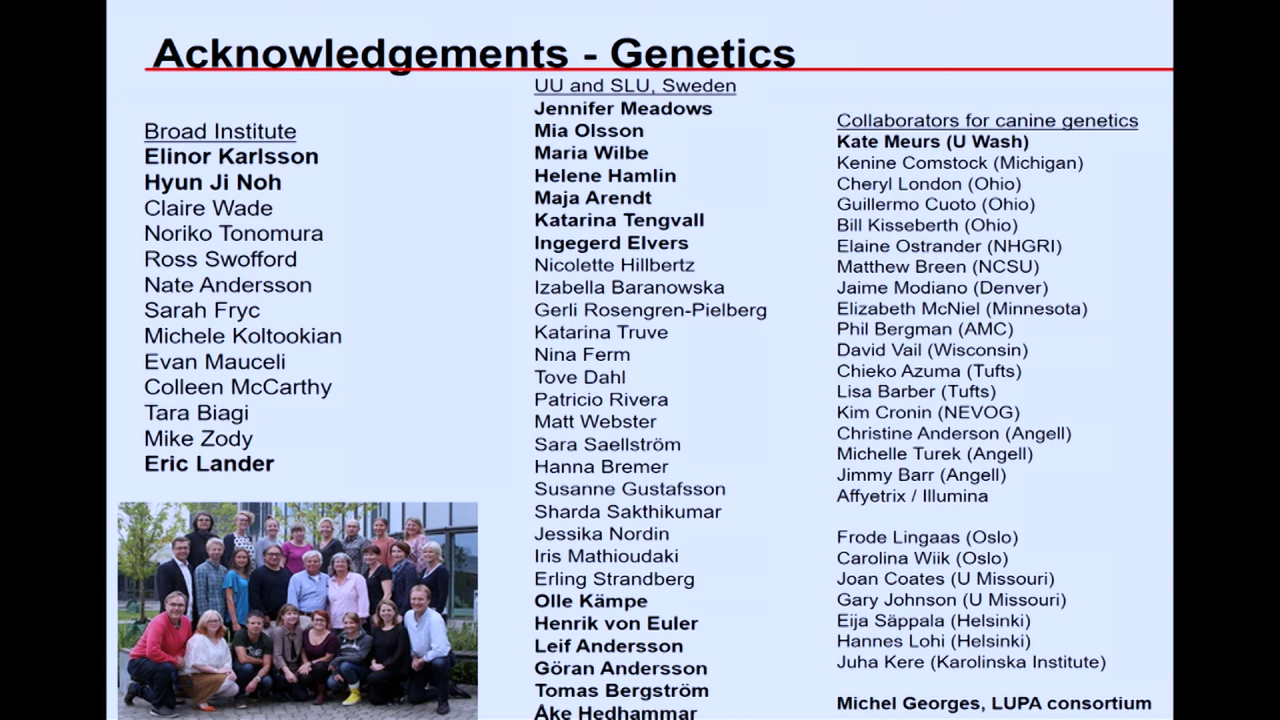 Acknowledgements - Genetics
Broad Institute
Elinor Karlsson
Hyun Ji Noh
Claire Wade
Noriko Tonomura
Ross Swofford
Nate Andersson
Sarah Fryc
Michele Koltookian
Evan Mauceli
Colleen McCarthy
Tara Biagi
Mike Zody
Eric Lander
UU and SLU, Sweden
Jennifer Meadows
Mia Olsson
Maria Wilbe
Helene Hamlin
Maja Arendt
Katarina Tengvall
Ingegerd Elvers
Nicolette Hillbertz
Izabella Baranowska
Gerli Rosengren-Pielberg
Katarina Truve
Nina Ferm
Tove Dahl
Patricio Rivera
Matt Webster
Sara Saellström
Hanna Bremer
Susanne Gustafsson
Sharda Sakthikumar
Jessika Nordin
Iris Mathioudaki
Erling Strandberg
Olle Kämpe
Henrik von Euler
Leif Andersson
Göran Andersson
Tomas Bergström
Åke Hedhammar
Collaborators for canine genetics
Kate Meurs (U Wash)
Kenine Comstock (Michigan)
Cheryl London (Ohio)
Guillermo Cuoto (Ohio)
Bill Kisseberth (Ohio)
Elaine Ostrander (NHGRI)
Matthew Breen (NCSU)
Jaime Modiano (Denver)
Elizabeth McNiel (Minnesota)
Phil Bergman (AMC)
David Vail (Wisconsin)
Chieko Azuma (Tufts)
Lisa Barber (Tufts)
Kim Cronin (NEVOG)
Christine Anderson (Angell)
Michelle Turek (Angell)
Jimmy Barr (Angell)
Affyetrix / Illumina
Frode Lingaas (Oslo)
Carolina Wiik (Oslo)
Joan Coates (U Missouri)
Gary Johnson (U Missouri)
Eija Säppala (Helsinki)
Hannes Lohi (Helsinki)
Juha Kere (Karolinska Institute)
Michel Georges, LUPA consortium